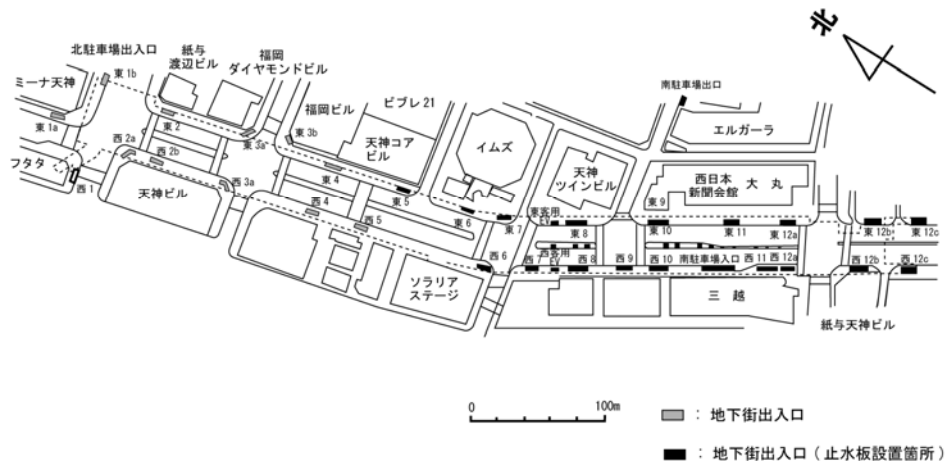 北
北駐車場出入口
紙与
渡辺ビル
福岡
ダイヤモンドビル
東 1b
ミーナ天神
福岡ビル
ビブレ 21
南駐車場出口
エルガーラ
東 1a
西 2a
東 2
東 3a
東 3b
天神コア
ビル
イムズ
フタタ
西 2b
西 1
天神ビル
西 3a
東 4
西 4
東 5
天神
ツインビル
西日本
新聞会館
大 丸
東 9
西 5
東 6
東 7
東客用
EV
東 8
東 10
東 11
東 12a
東 12b
東 12c
西 6
西客用
EV
南駐車場入口
西 7
西 8
西 9
西 10
西 11
西 12a
西 12b
西 12c
ソラリア
ステージ
三 越
紙与天神ビル
0
100m
： 地下街出入口
： 地下街出入口（止水板設置箇所）